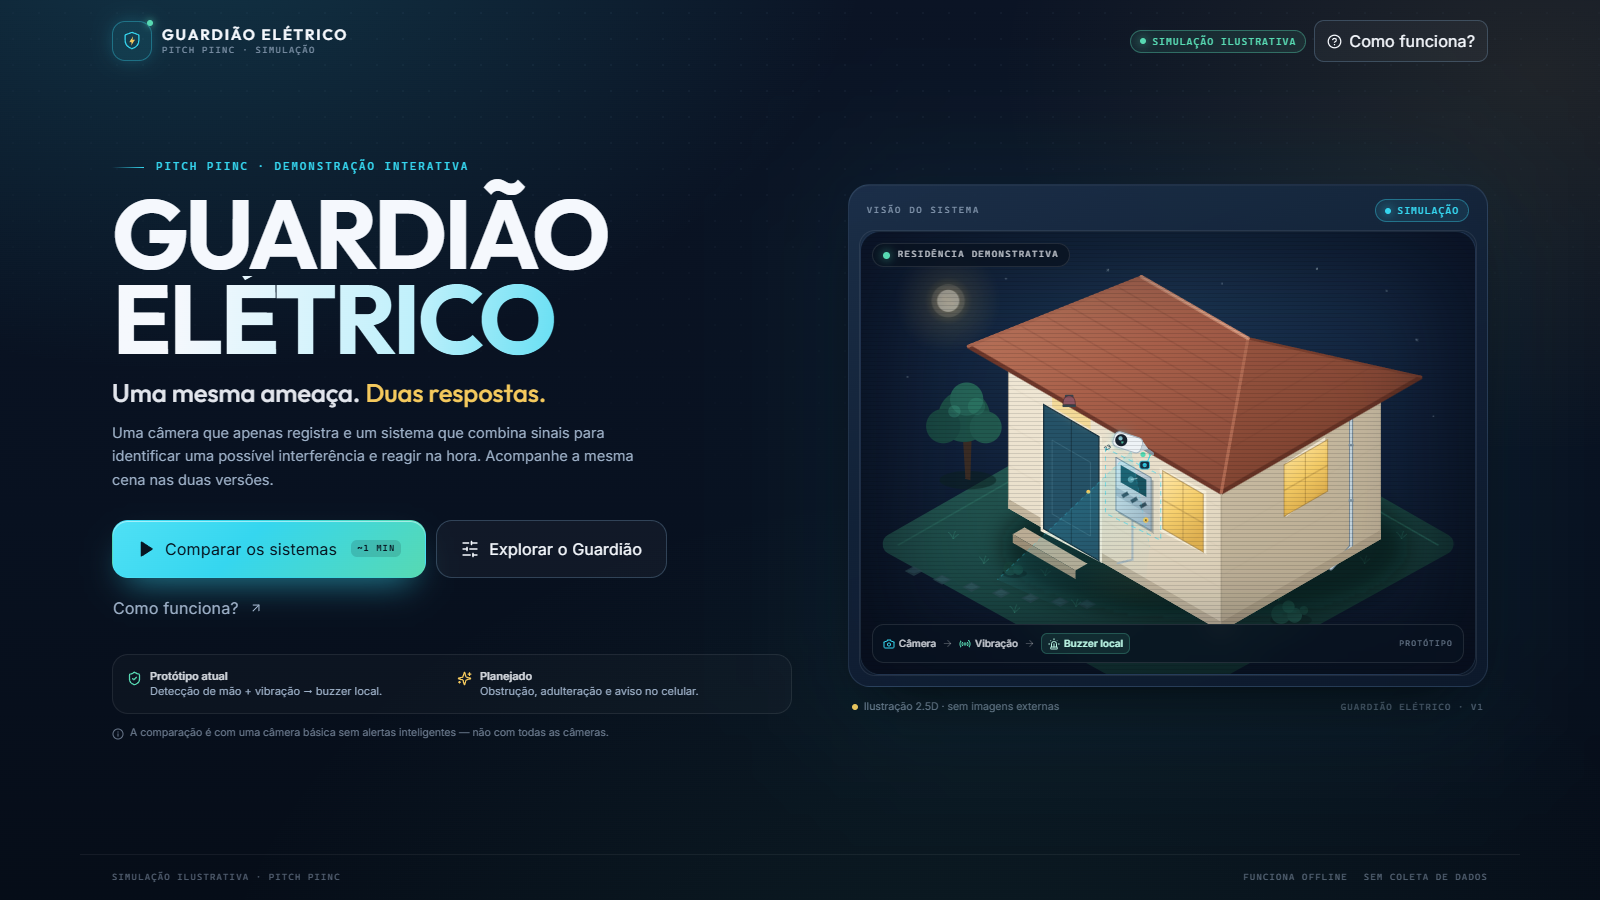 GUARDIÃO ELÉTRICO
PITCH PIINC · SIMULAÇÃO
SIMULAÇÃO ILUSTRATIVA
Como funciona?
PITCH PIINC · DEMONSTRAÇÃO INTERATIVA
GUARDIÃO
ELÉTRICO
Uma mesma ameaça. Duas respostas.
Uma câmera que apenas registra e um sistema que combina sinais para
identificar uma possível interferência e reagir na hora. Acompanhe a mesma
cena nas duas versões.
Comparar os sistemas ~1 MIN
Explorar o Guardião
Como funciona?
Protótipo atual
Detecção de mão + vibração → buzzer local.
Planejado
Obstrução, adulteração e aviso no celular.
A comparação é com uma câmera básica sem alertas inteligentes — não com todas as câmeras.
VISÃO DO SISTEMA
SIMULAÇÃO
RESIDÊNCIA DEMONSTRATIVA
Câmera → Vibração → Buzzer local
PROTÓTIPO
Ilustração 2.5D · sem imagens externas
GUARDIÃO ELÉTRICO · V1
SIMULAÇÃO ILUSTRATIVA · PITCH PIINC
FUNCIONA OFFLINE
SEM COLETA DE DADOS